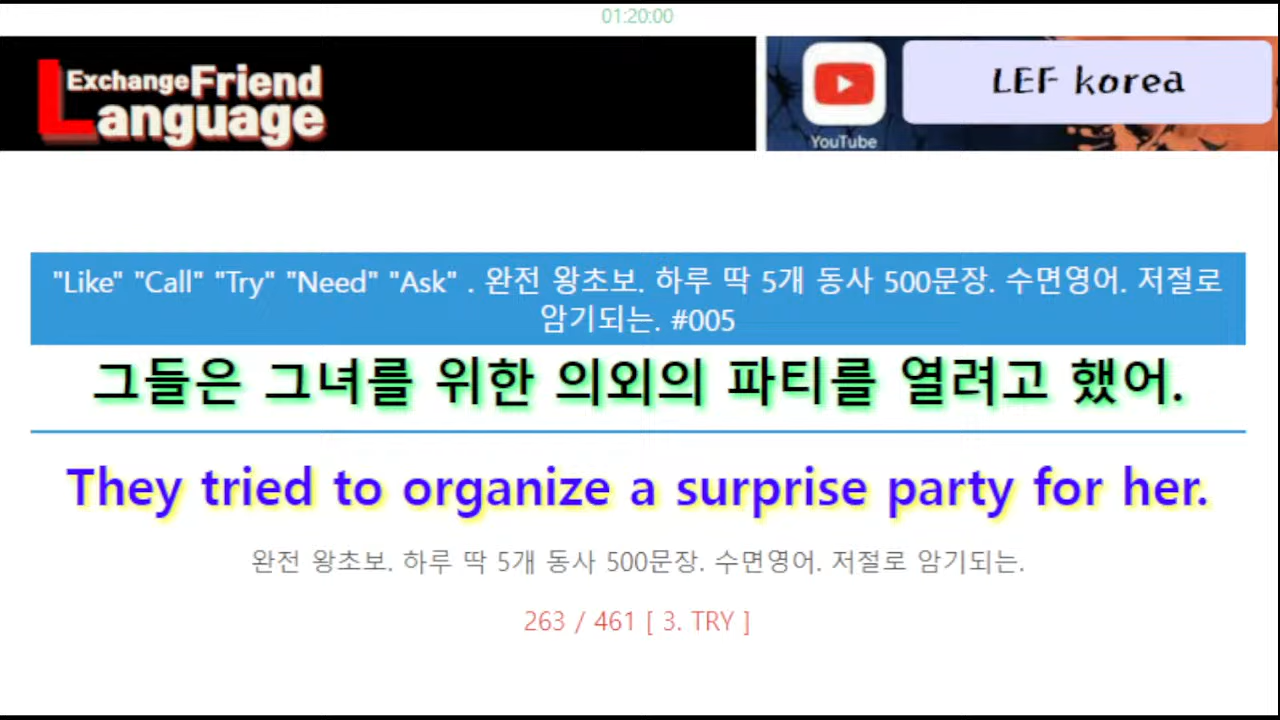 01:20:00
ExchangeFriend
Language
LEF korea
YouTube
"Like" "Call" "Try" "Need" "Ask" . 완전 왕초보. 하루 딱 5개 동사 500문장. 수면영어. 저절로
암기되는. #005
그들은 그녀를 위한 의외의 파티를 열려고 했어.
They tried to organize a surprise party for her.
완전 왕초보. 하루 딱 5개 동사 500문장. 수면영어. 저절로 암기되는.
263 / 461 [ 3. TRY ]